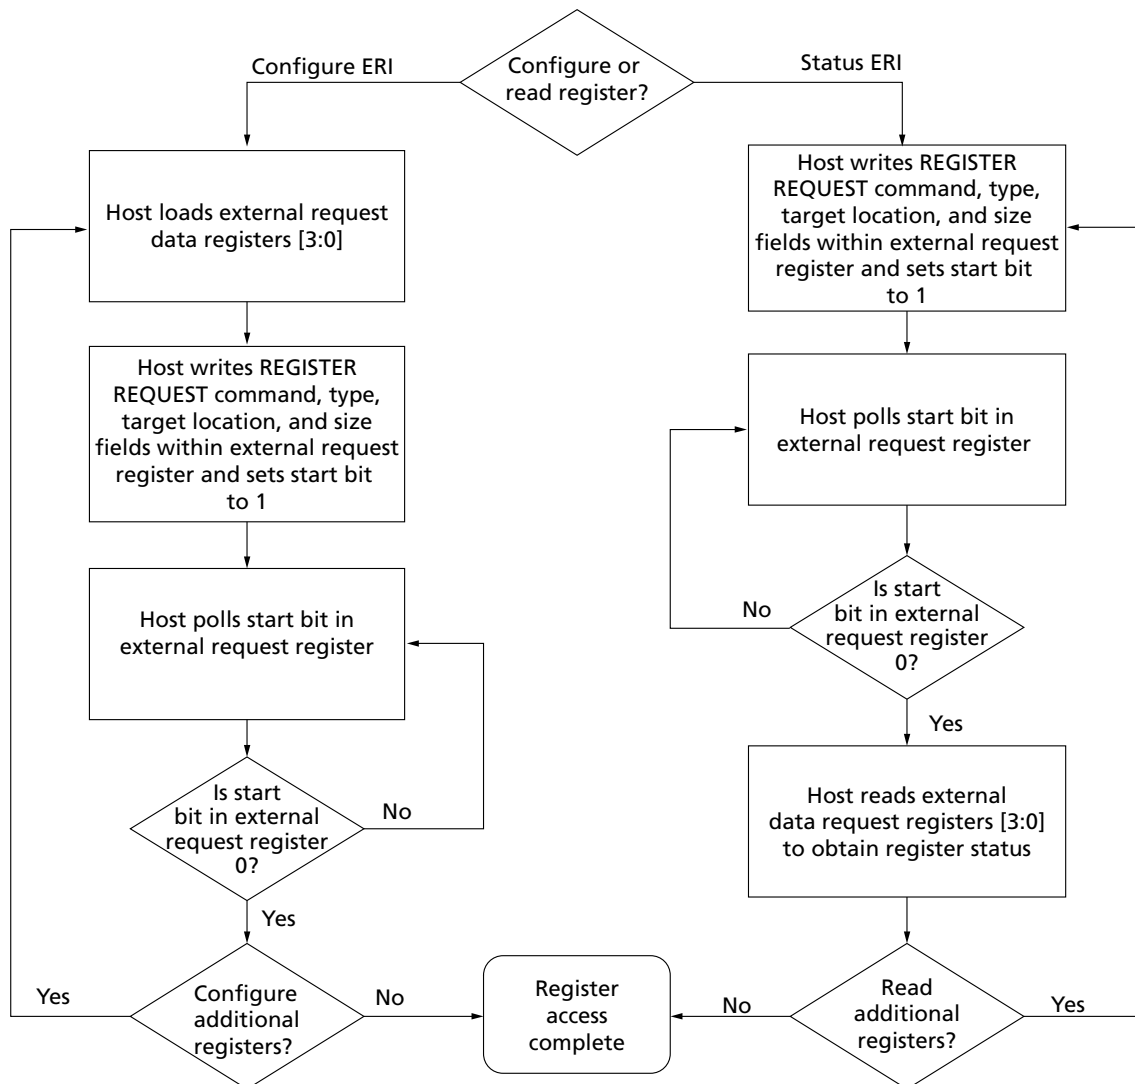 Configure or
read register?
Configure ERI
Status ERI
Host loads external request
data registers [3:0]
Host writes REGISTER
REQUEST command, type,
target location, and size
fields within external request
register and sets start bit
to 1
Host polls start bit in
external request register
Is start
bit in external
request register
0?
No
Yes
Configure
additional
registers?
Yes
No
Host writes REGISTER
REQUEST command, type,
target location, and size
fields within external request
register and sets start bit
to 1
Host polls start bit in
external request register
Is start
bit in external
request register
0?
No
Yes
Host reads external
data request registers [3:0]
to obtain register status
Read
additional
registers?
No
Yes
Register
access
complete